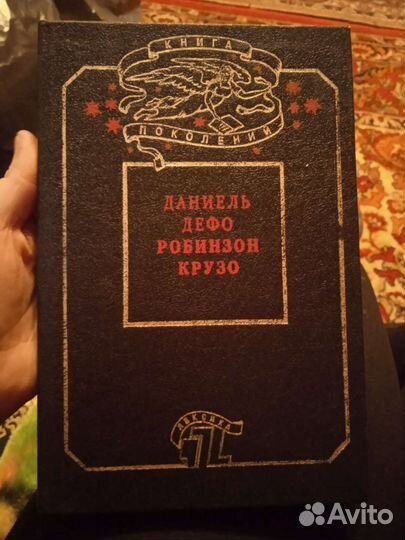 КНИГА
ПОКОЛЕНИЙ
ДАНИЕЛЬ
ДЕФО
РОБИНЗОН
КРУЗО
ЛЕКСИКА
Avito